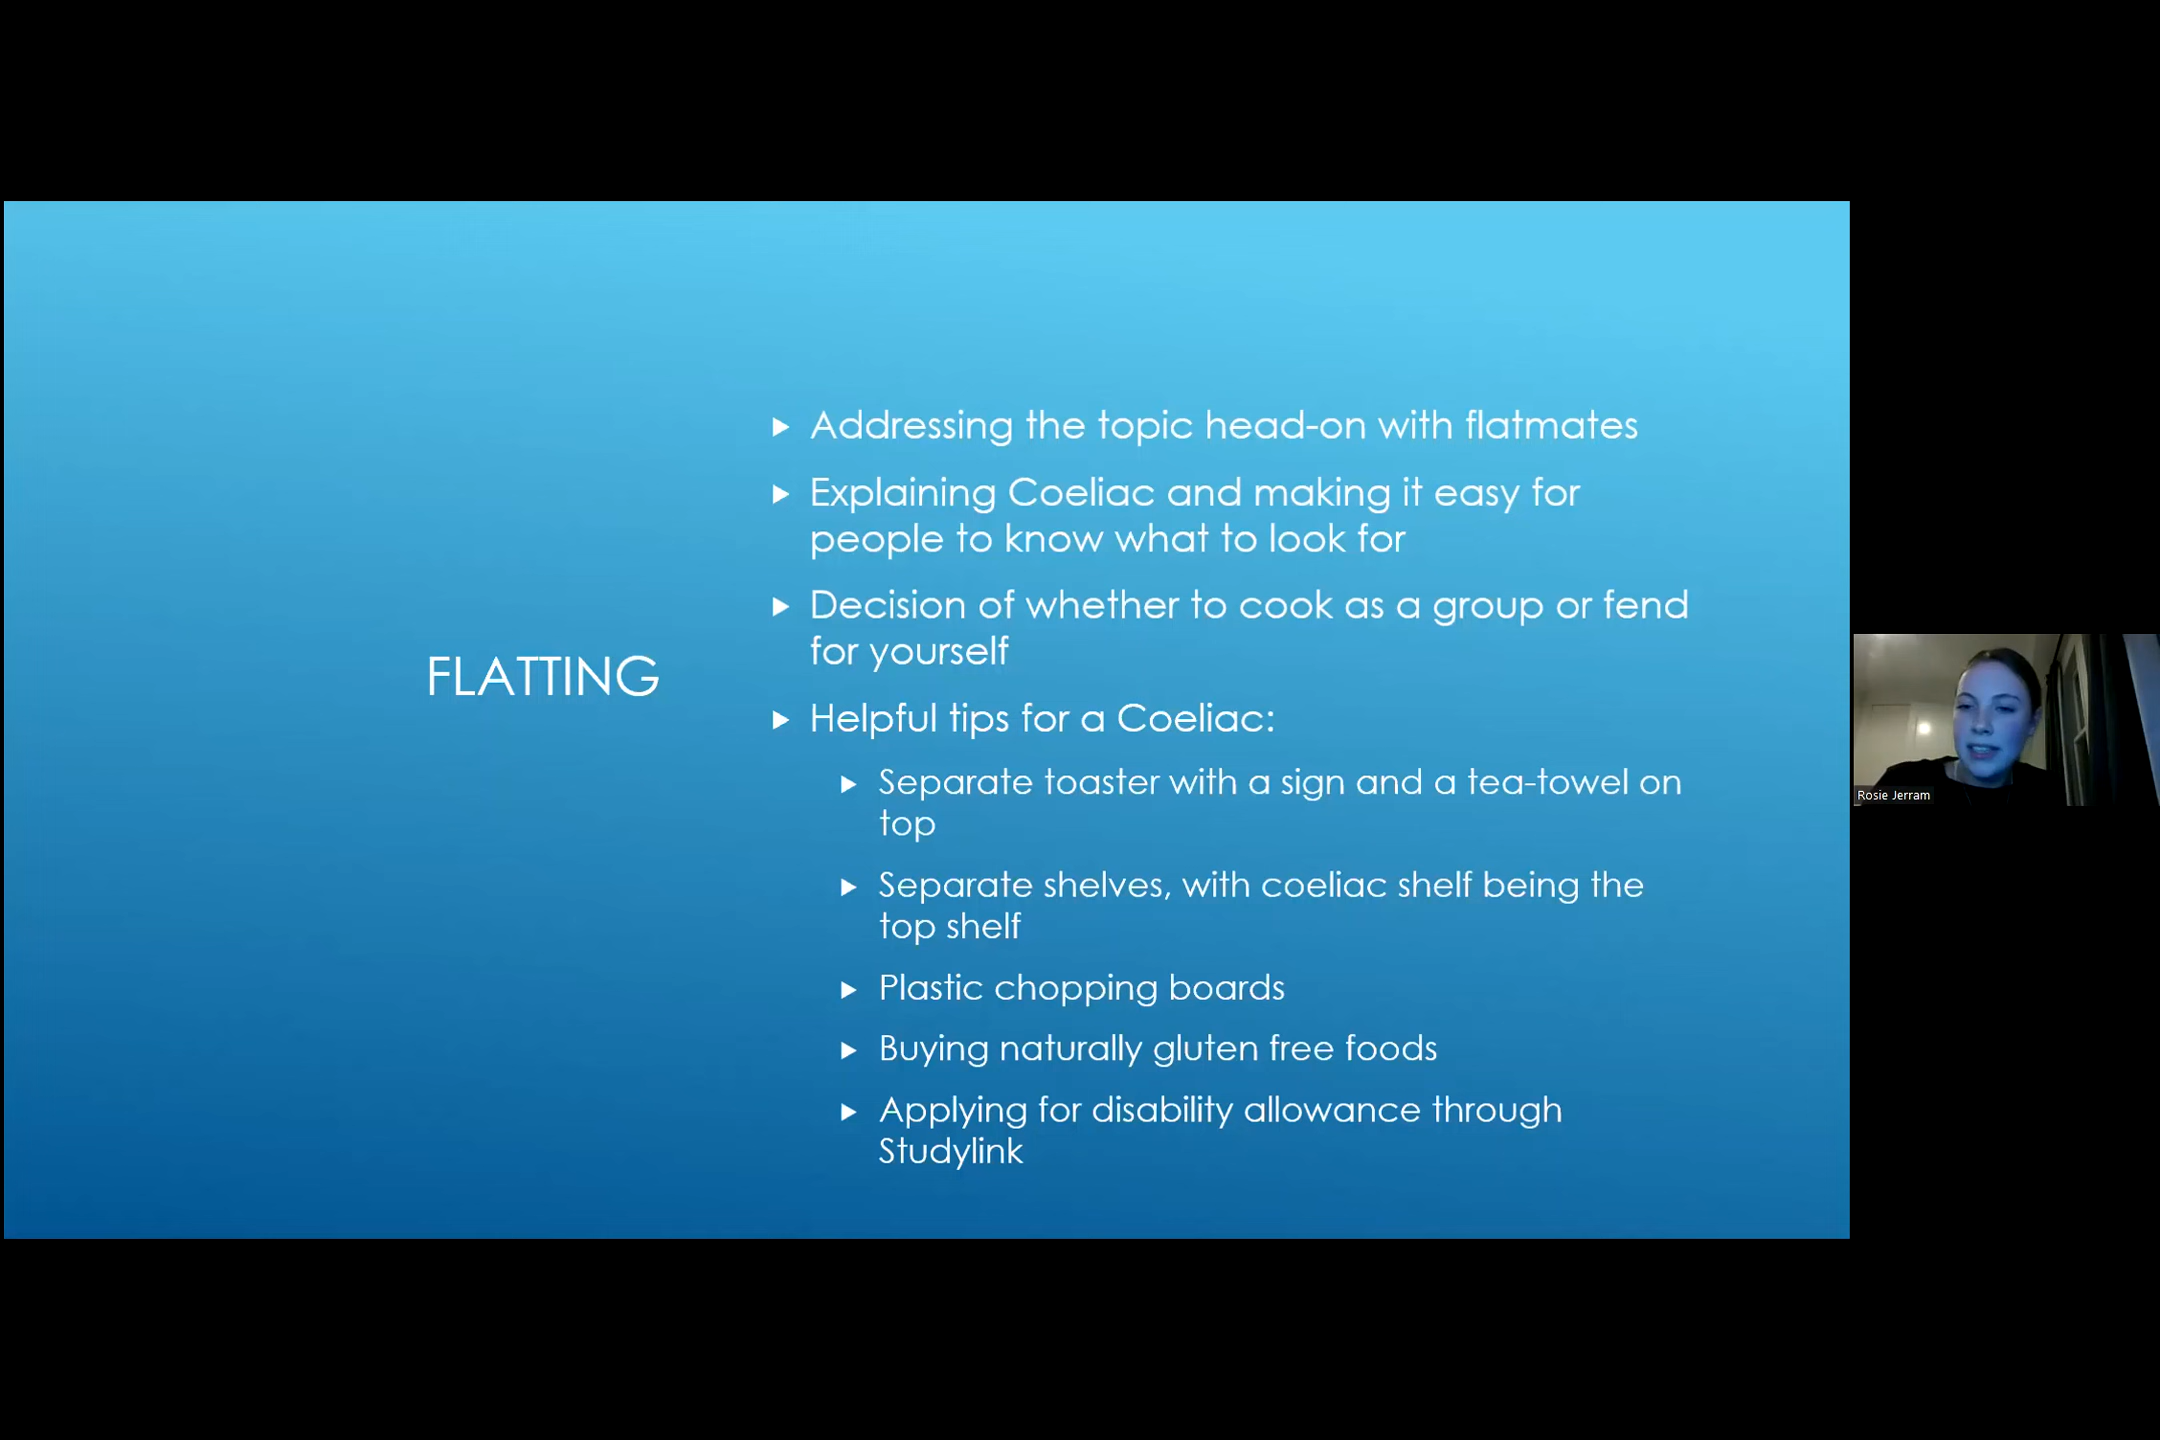 FLATTING
Addressing the topic head-on with flatmates
Explaining Coeliac and making it easy for
people to know what to look for
Decision of whether to cook as a group or fend
for yourself
Helpful tips for a Coeliac:
Separate toaster with a sign and a tea-towel on
top
Separate shelves, with coeliac shelf being the
top shelf
Plastic chopping boards
Buying naturally gluten free foods
Applying for disability allowance through
Studylink
Rosie Jerram